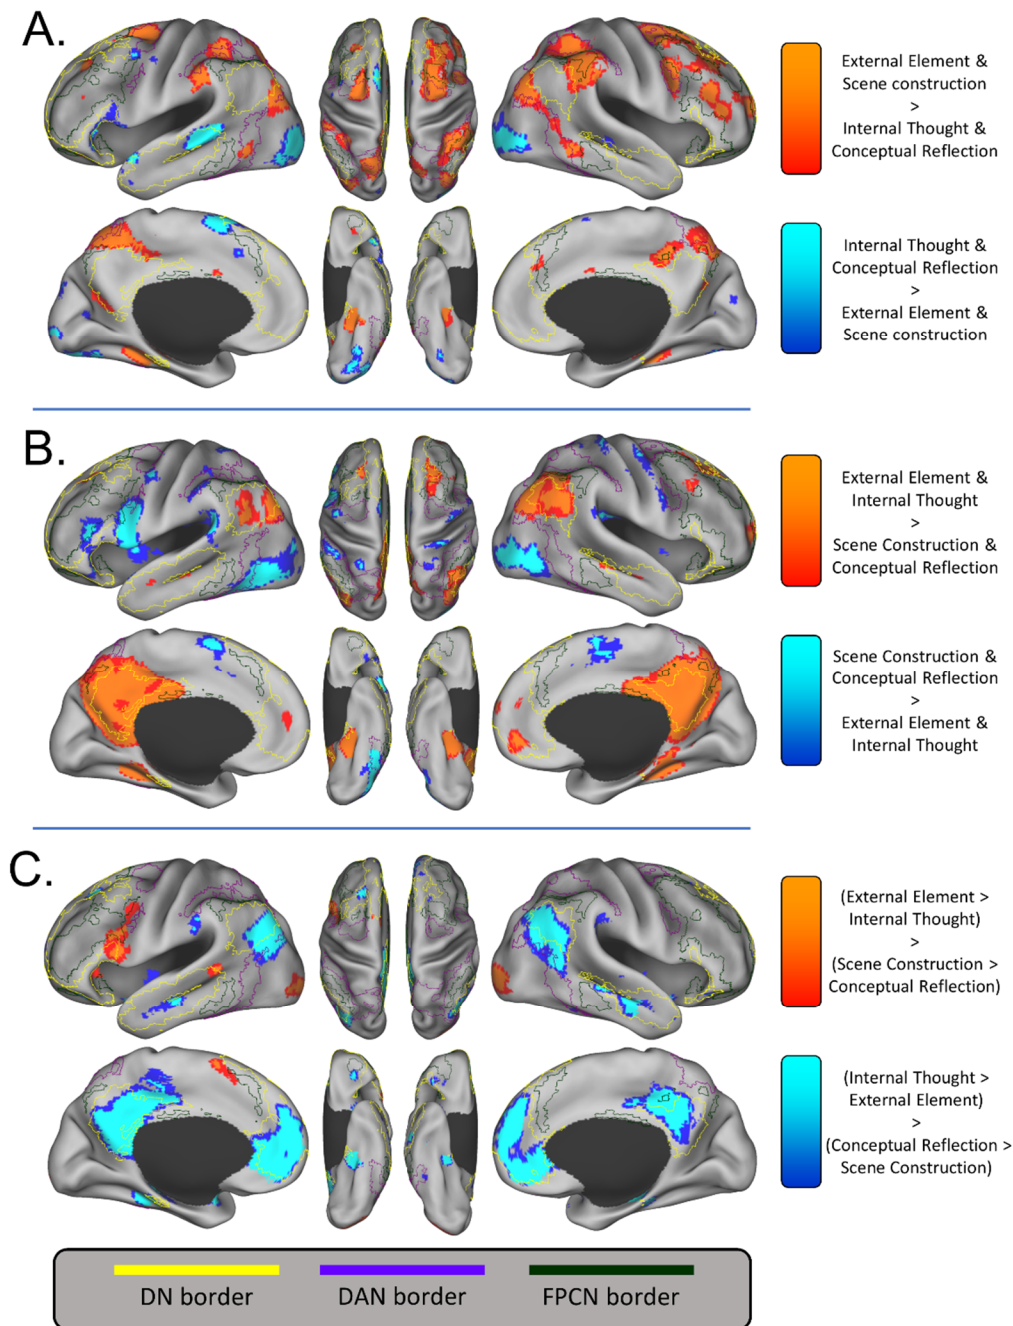 A.
External Element &
Scene construction
>
Internal Thought &
Conceptual Reflection
Internal Thought &
Conceptual Reflection
>
External Element &
Scene construction
B.
External Element &
Internal Thought
>
Scene Construction &
Conceptual Reflection
Scene Construction &
Conceptual Reflection
>
External Element &
Internal Thought
C.
(External Element >
Internal Thought)
>
(Scene Construction >
Conceptual Reflection)
(Internal Thought >
External Element)
>
(Conceptual Reflection >
Scene Construction)
DN border
DAN border
FPCN border